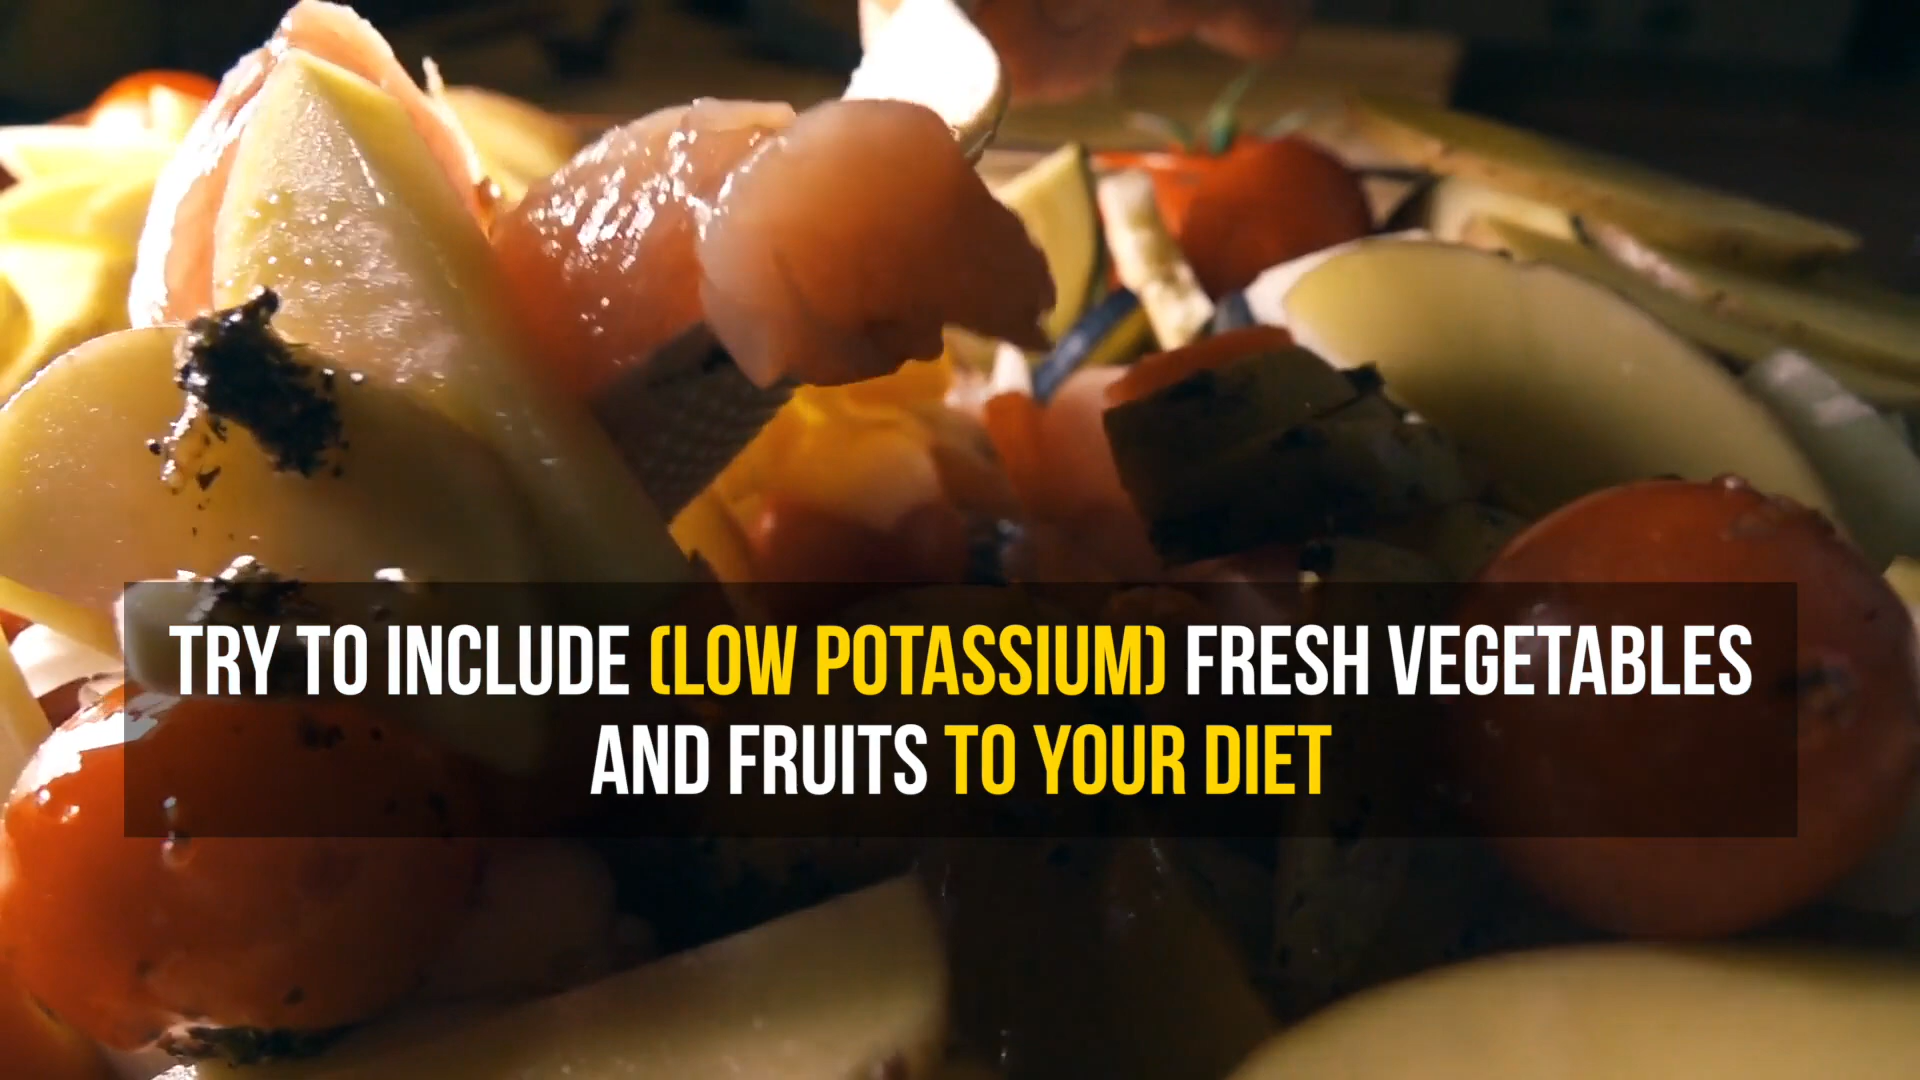 TRY TO INCLUDE (LOW POTASSIUM) FRESH VEGETABLES
AND FRUITS TO YOUR DIET